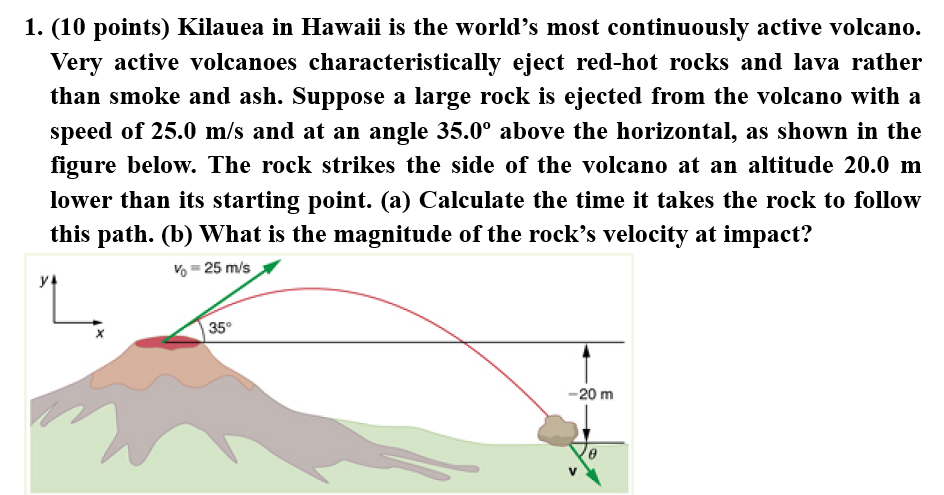 1. (10 points) Kilauea in Hawaii is the world's most continuously active volcano.
Very active volcanoes characteristically eject red-hot rocks and lava rather
than smoke and ash. Suppose a large rock is ejected from the volcano with a
speed of 25.0 m/s and at an angle 35.0º above the horizontal, as shown in the
figure below. The rock strikes the side of the volcano at an altitude 20.0 m
lower than its starting point. (a) Calculate the time it takes the rock to follow
this path. (b) What is the magnitude of the rock's velocity at impact?
v₀ = 25 m/s
y
x
35°
−20 m
θ
v